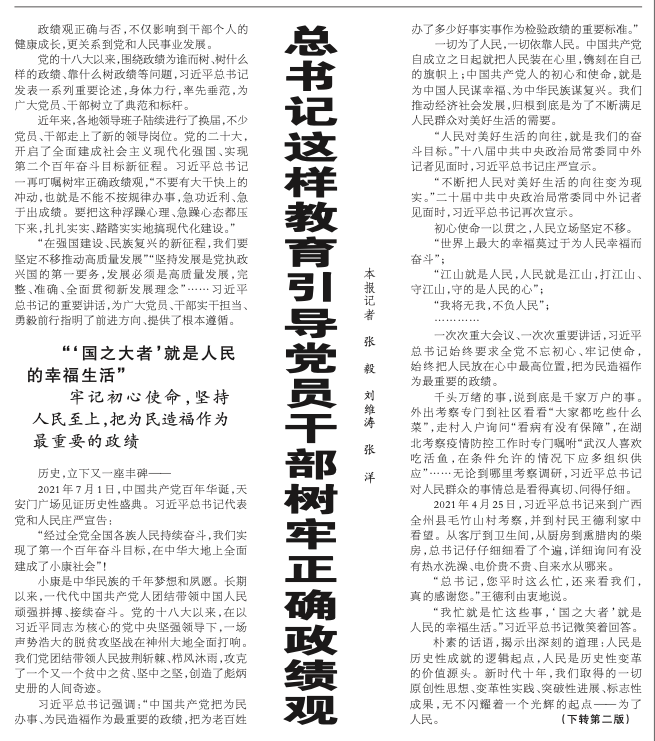 总书记这样教育引导党员干部树牢正确政绩观
本报记者 张 毅 刘维涛 张 洋
政绩观正确与否，不仅影响到干部个人的
健康成长，更关系到党和人民事业发展。
党的十八大以来，围绕政绩为谁而树、树什么
样的政绩、靠什么树政绩等问题，习近平总书记
发表一系列重要论述，身体力行，率先垂范，为
广大党员、干部树立了典范和标杆。
近年来，各地领导班子陆续进行了换届，不少
党员、干部走上了新的领导岗位。党的二十大，
开启了全面建成社会主义现代化强国、实现
第二个百年奋斗目标新征程。习近平总书记
一再叮嘱树牢正确政绩观，“不要有大干快上的
冲动，也就是不能不按规律办事，急功近利、急
于出成绩。要把这种浮躁心理、急躁心态都压
下来，扎扎实实、踏踏实实地搞现代化建设。”
“在强国建设、民族复兴的新征程，我们要
坚定不移推动高质量发展”“坚持发展是党执政
兴国的第一要务，发展必须是高质量发展，完
整、准确、全面贯彻新发展理念”……习近平
总书记的重要讲话，为广大党员、干部实干担当、
勇毅前行指明了前进方向、提供了根本遵循。
“‘国之大者’就是人民
的幸福生活”
牢记初心使命，坚持
人民至上，把为民造福作为
最重要的政绩
历史，立下又一座丰碑——
2021年7月1日，中国共产党百年华诞，天
安门广场见证历史性盛典。习近平总书记代表
党和人民庄严宣告：
“经过全党全国各族人民持续奋斗，我们实
现了第一个百年奋斗目标，在中华大地上全面
建成了小康社会”！
小康是中华民族的千年梦想和夙愿。长期
以来，一代代中国共产党人团结带领中国人民
顽强拼搏、接续奋斗。党的十八大以来，在以
习近平同志为核心的党中央坚强领导下，一场
声势浩大的脱贫攻坚战在神州大地全面打响。
我们党团结带领人民披荆斩棘、栉风沐雨，攻克
了一个又一个贫中之贫、坚中之坚，创造了彪炳
史册的人间奇迹。
习近平总书记强调：“中国共产党把为民
办事、为民造福作为最重要的政绩，把为老百姓
办了多少好事实事作为检验政绩的重要标准。”
一切为了人民，一切依靠人民。中国共产党
自成立之日起就把人民装在心里，镌刻在自己
的旗帜上；中国共产党人的初心和使命，就是
为中国人民谋幸福、为中华民族谋复兴。我们
推动经济社会发展，归根到底是为了不断满足
人民群众对美好生活的需要。
“人民对美好生活的向往，就是我们的奋
斗目标。”十八届中共中央政治局常委同中外
记者见面时，习近平总书记庄严宣示。
“不断把人民对美好生活的向往变为现
实。”二十届中共中央政治局常委同中外记者
见面时，习近平总书记再次宣示。
初心使命一以贯之，人民立场坚定不移。
“世界上最大的幸福莫过于为人民幸福而
奋斗”；
“江山就是人民，人民就是江山，打江山、
守江山，守的是人民的心”；
“我将无我，不负人民”；
…………
一次次重大会议、一次次重要讲话，习近平
总书记始终要求全党不忘初心、牢记使命，
始终把人民放在心中最高位置，把为民造福作
为最重要的政绩。
千头万绪的事，说到底是千家万户的事。
外出考察专门到社区看看“大家都吃些什么
菜”，走村入户询问“看病有没有保障”，在湖
北考察疫情防控工作时专门嘱咐“武汉人喜欢
吃活鱼，在条件允许的情况下应多组织供
应”……无论到哪里考察调研，习近平总书记
对人民群众的事情总是看得真切、问得仔细。
2021年4月25日，习近平总书记来到广西
全州县毛竹山村考察，并到村民王德利家中
看望。从客厅到卫生间，从厨房到熏腊肉的柴
房，总书记仔仔细细看了个遍，详细询问有没
有热水洗澡、电价贵不贵、自来水从哪来。
“总书记，您平时这么忙，还来看我们，
真的感谢您。”王德利由衷地说。
“我忙就是忙这些事，‘国之大者’就是
人民的幸福生活。”习近平总书记微笑着回答。
朴素的话语，揭示出深刻的道理：人民是
历史性成就的逻辑起点，人民是历史性变革
的价值源头。新时代十年，我们取得的一切
原创性思想、变革性实践、突破性进展、标志性
成果，无不闪耀着一个光辉的起点——为了
人民。 （下转第二版）